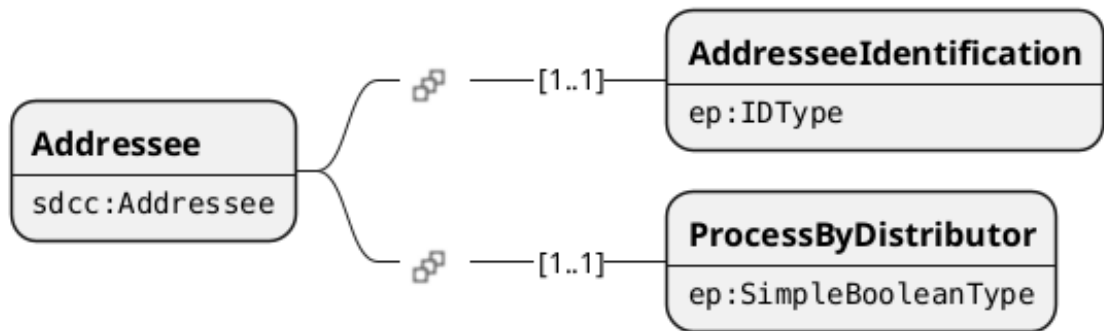 Addressee
sdcc:Addressee
[1..1]
AddresseeIdentification
ep:IDType
[1..1]
ProcessByDistributor
ep:SimpleBooleanType